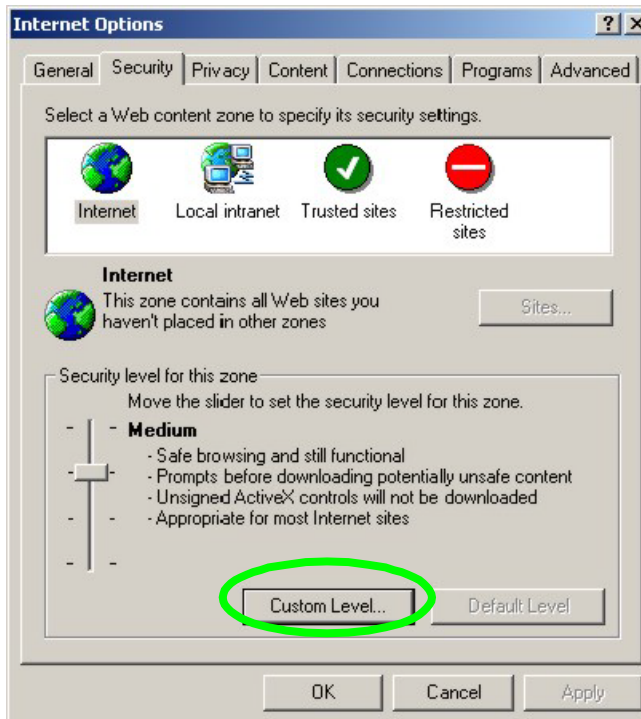 Internet Options
General Security Privacy Content Connections Programs Advanced
Select a Web content zone to specify its security settings.
Internet Local intranet Trusted sites Restricted
sites
Internet
This zone contains all Web sites you
haven't placed in other zones
Sites...
Security level for this zone
Move the slider to set the security level for this zone.
Medium
- Safe browsing and still functional
- Prompts before downloading potentially unsafe content
- Unsigned ActiveX controls will not be downloaded
- Appropriate for most Internet sites
Custom Level... Default Level
OK Cancel Apply